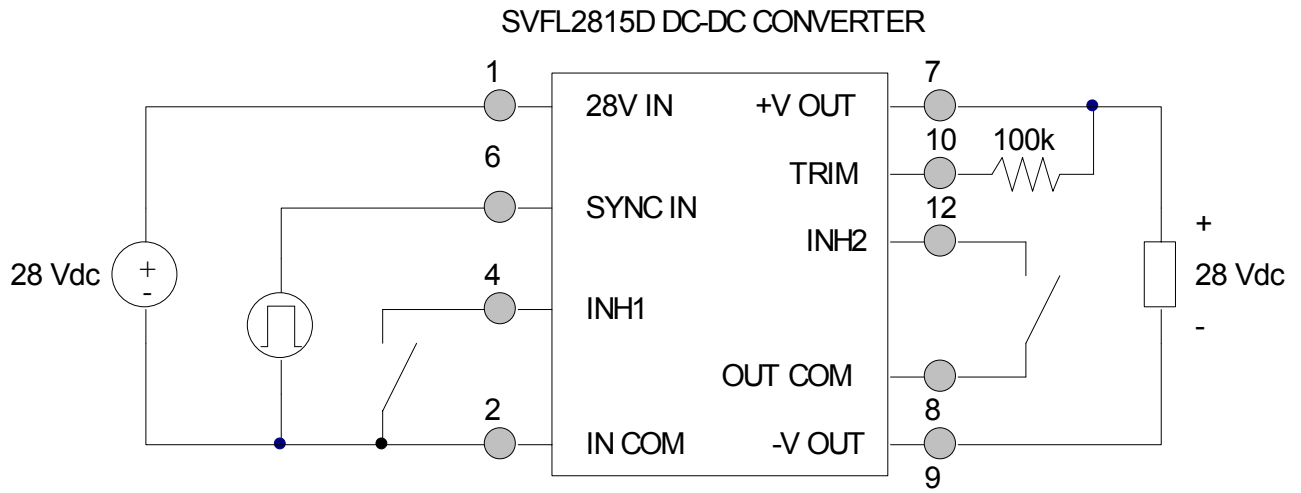 SVFL2815D DC-DC CONVERTER
1
7
28V IN
+V OUT
10
100k
6
TRIM
12
SYNC IN
INH2
+
28 Vdc
+
-
4
28 Vdc
INH1
-
OUT COM
8
2
IN COM
-V OUT
9